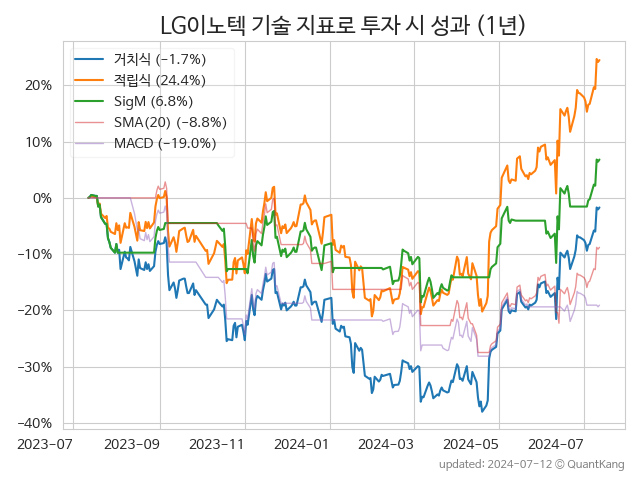 LG이노텍 기술 지표로 투자 시 성과 (1년)
거치식 (−1.7%)
적립식 (24.4%)
SigM (6.8%)
SMA(20) (−8.8%)
MACD (−19.0%)
20%
10%
0%
−10%
−20%
−30%
−40%
2023-07 2023-09 2023-11 2024-01 2024-03 2024-05 2024-07
updated: 2024-07-12 © QuantKang